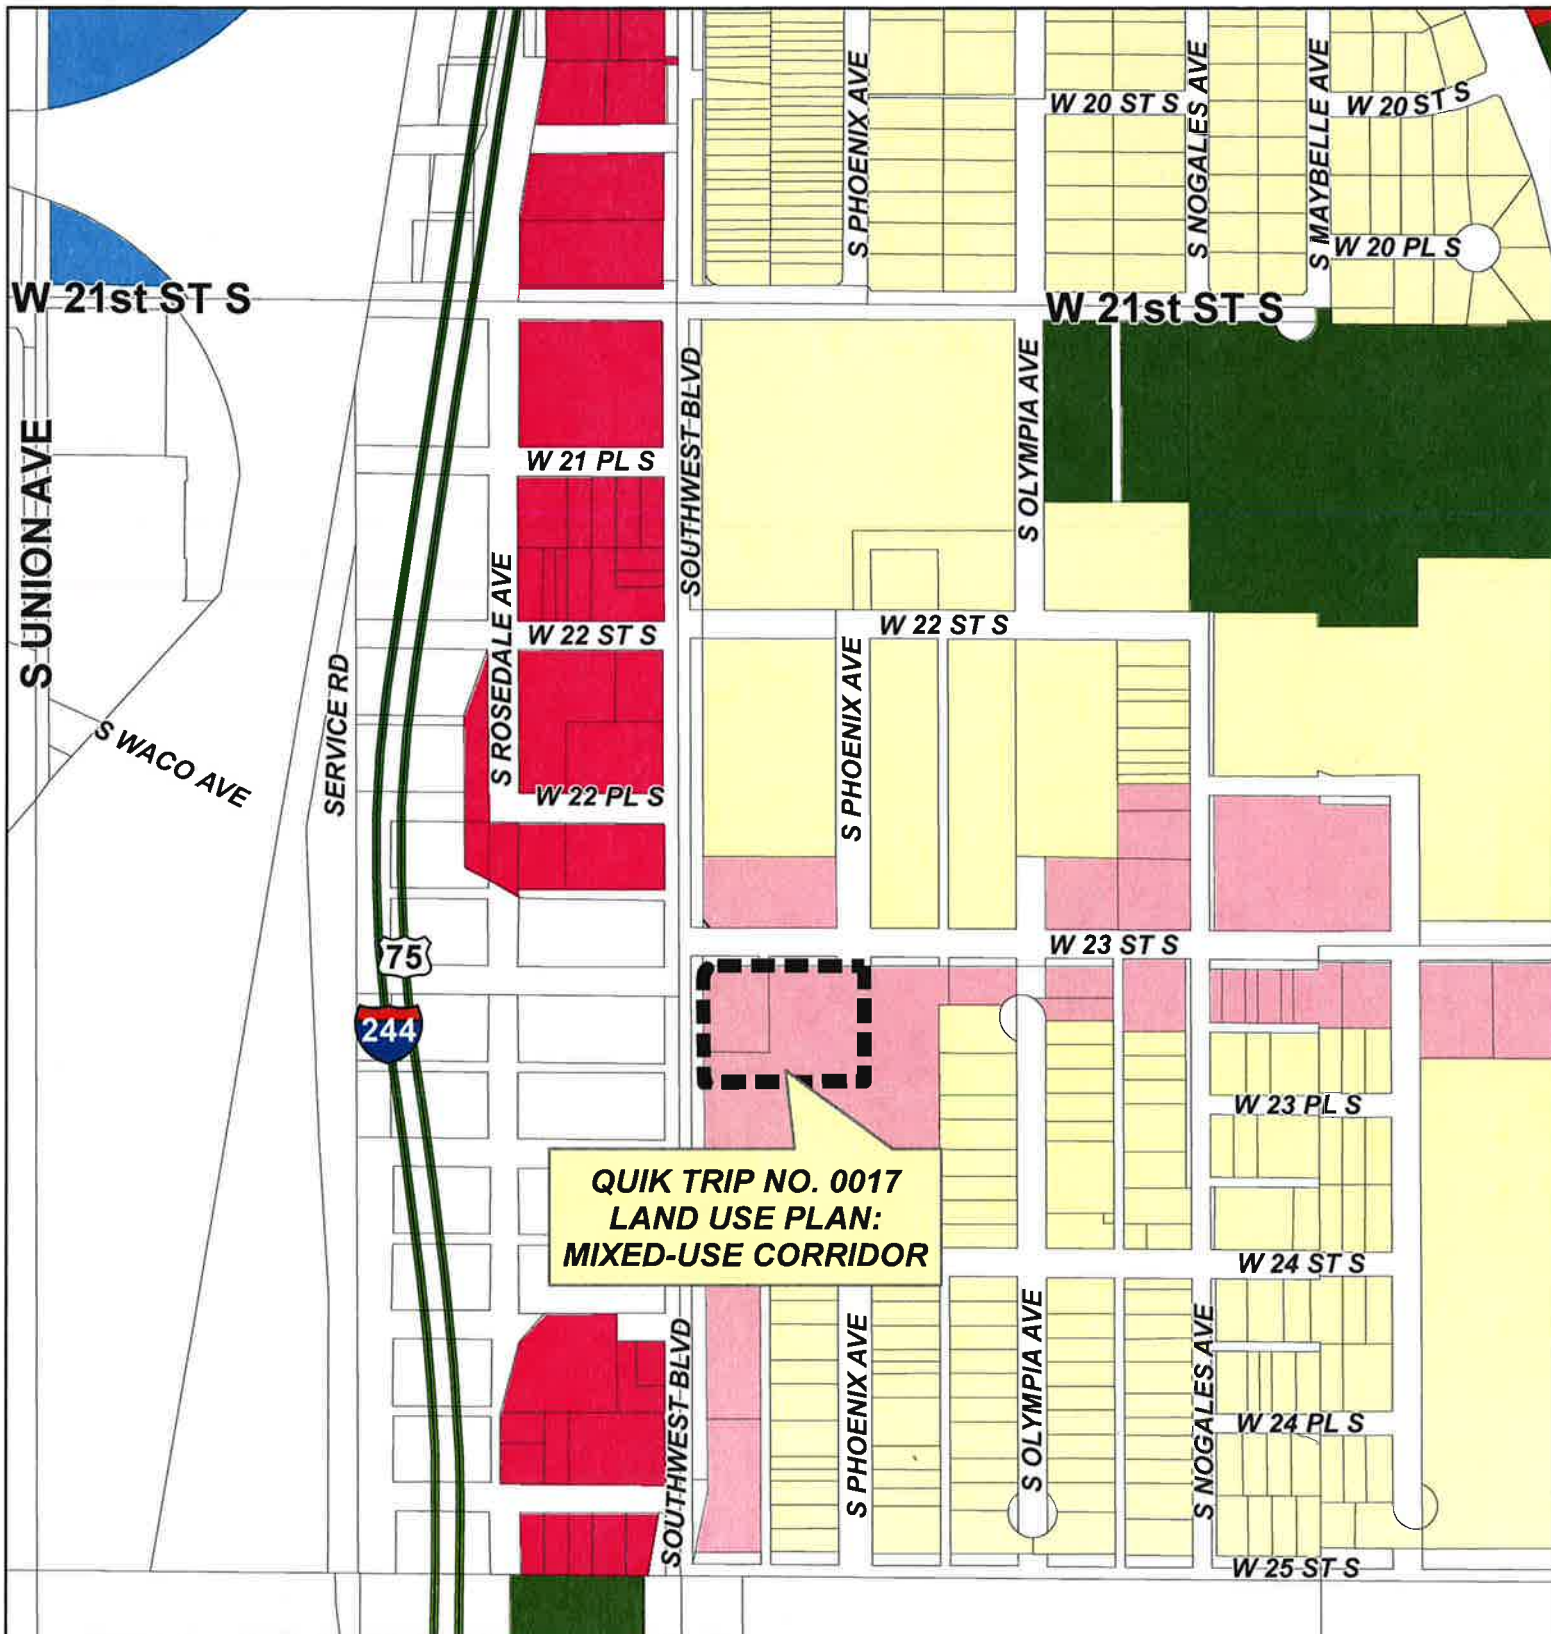 S PHOENIX AVE
W 20 ST S
S NOGALES AVE
S MAYBELLE AVE
W 20 ST S
W 20 PL S
W 21st ST S
W 21st ST S
S UNION AVE
SOUTHWEST BLVD
S OLYMPIA AVE
W 21 PL S
S ROSEDALE AVE
W 22 ST S
W 22 ST S
SERVICE RD
S WACO AVE
S PHOENIX AVE
W 22 PL S
75
W 23 ST S
244
W 23 PL S
QUIK TRIP NO. 0017
LAND USE PLAN:
MIXED-USE CORRIDOR
W 24 ST S
SOUTHWEST BLVD
S PHOENIX AVE
S OLYMPIA AVE
S NOGALES AVE
W 24 PL S
W 25 ST S